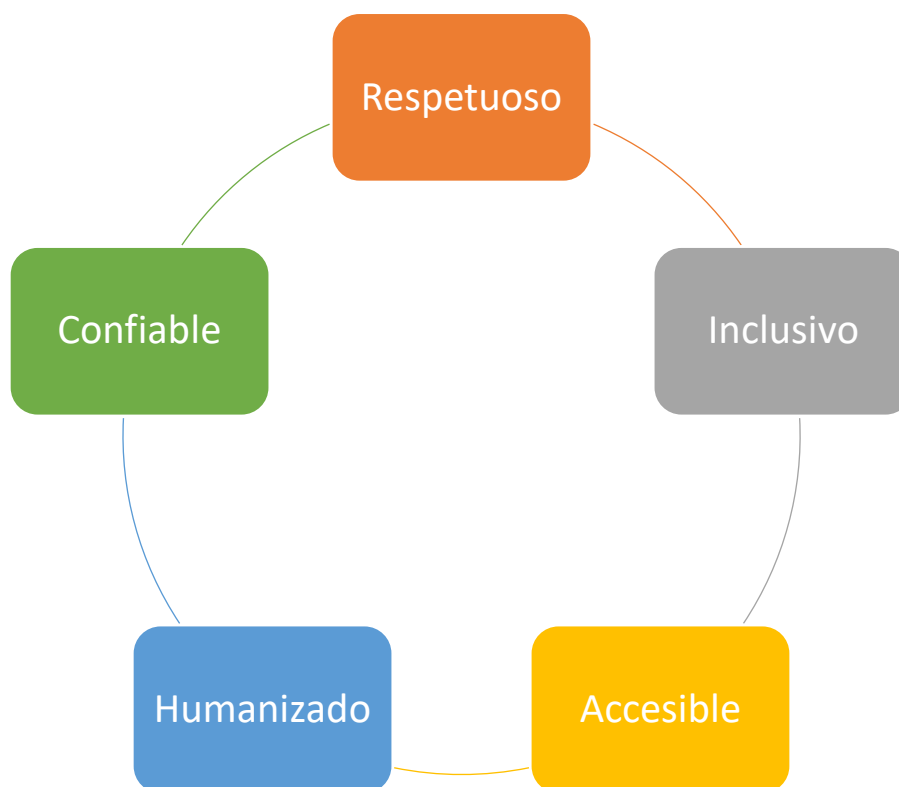 Respetuoso
Inclusivo
Accesible
Humanizado
Confiable